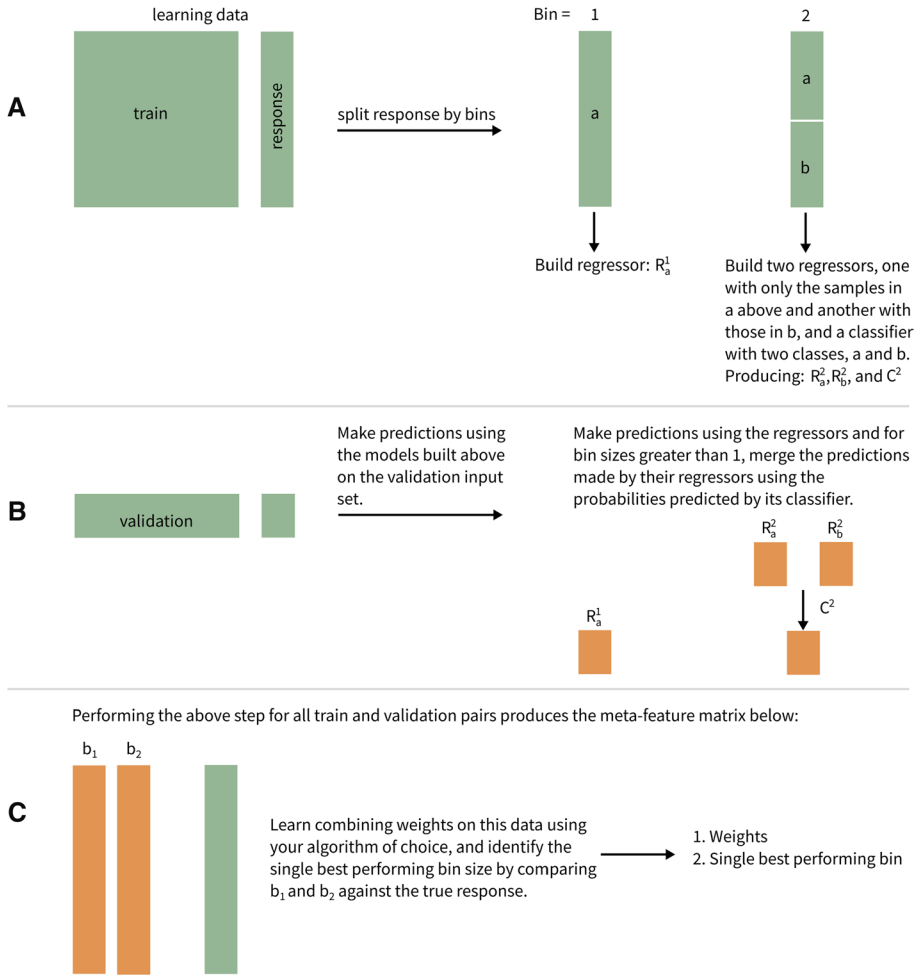 learning data
Bin = 1 2
A
train
response
split response by bins
a
a
b
Build regressor: R¹ₐ
Build two regressors, one
with only the samples in
a above and another with
those in b, and a classifier
with two classes, a and b.
Producing: R²ₐ,R²b, and C²
B
validation
Make predictions using
the models built above
on the validation input
set.
Make predictions using the regressors and for
bin sizes greater than 1, merge the predictions
made by their regressors using the
probabilities predicted by its classifier.
R²ₐ R²b
C²
R¹ₐ
Performing the above step for all train and validation pairs produces the meta-feature matrix below:
C
b₁ b₂
Learn combining weights on this data using
your algorithm of choice, and identify the
single best performing bin size by comparing
b₁ and b₂ against the true response.
1. Weights
2. Single best performing bin